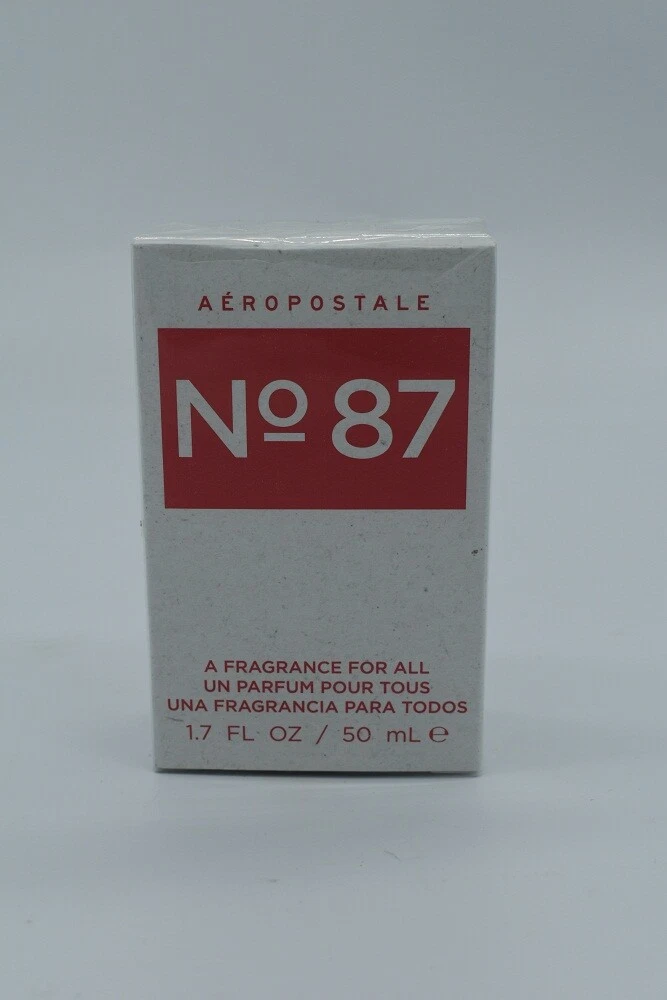 AÉROPOSTALE
Nº 87
A FRAGRANCE FOR ALL
UN PARFUM POUR TOUS
UNA FRAGRANCIA PARA TODOS
1.7 FL OZ / 50 mL ℮